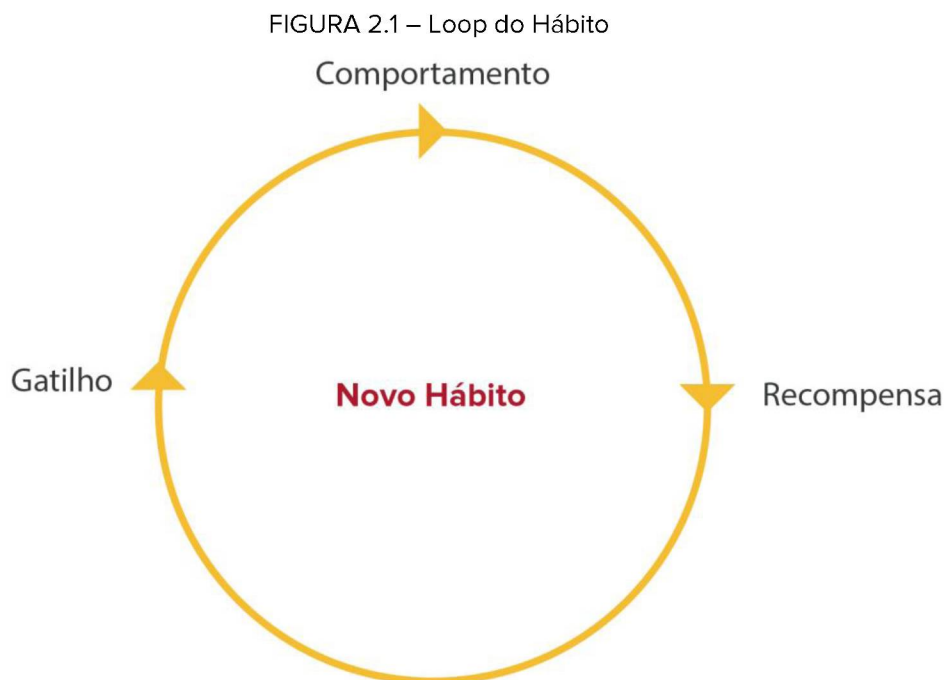 FIGURA 2.1 – Loop do Hábito
Comportamento
Gatilho
Novo Hábito
Recompensa